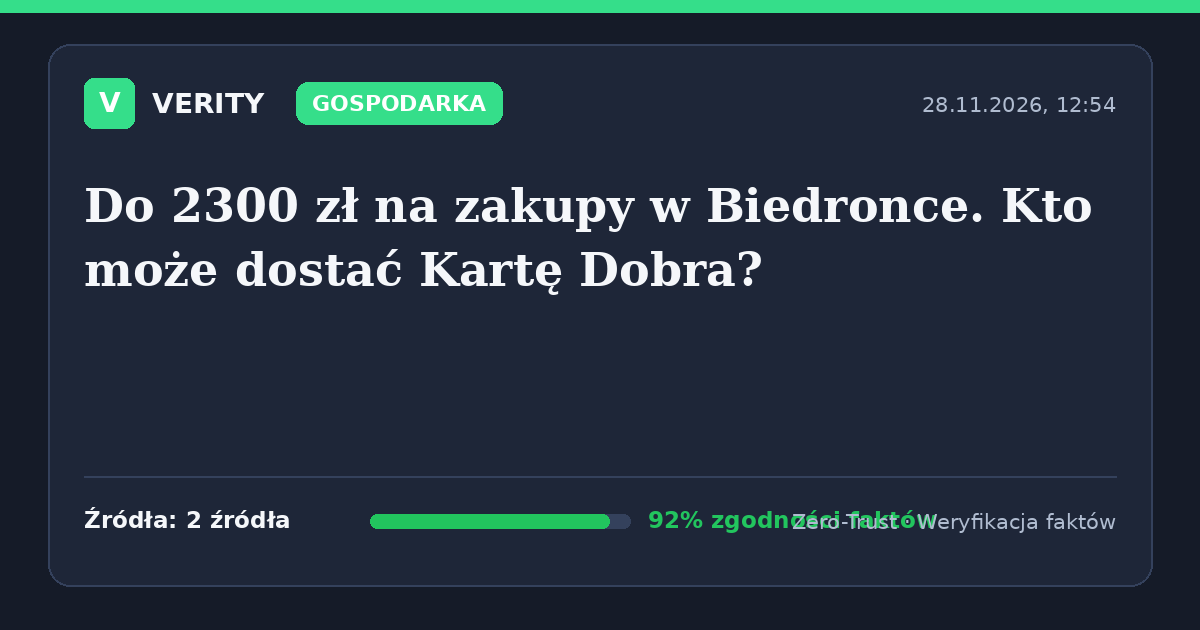 V VERITY GOSPODARKA 28.11.2026, 12:54
Do 2300 zł na zakupy w Biedronce. Kto
może dostać Kartę Dobra?
Źródła: 2 źródła 92% zgodności faktów Zero-Trust · Weryfikacja faktów